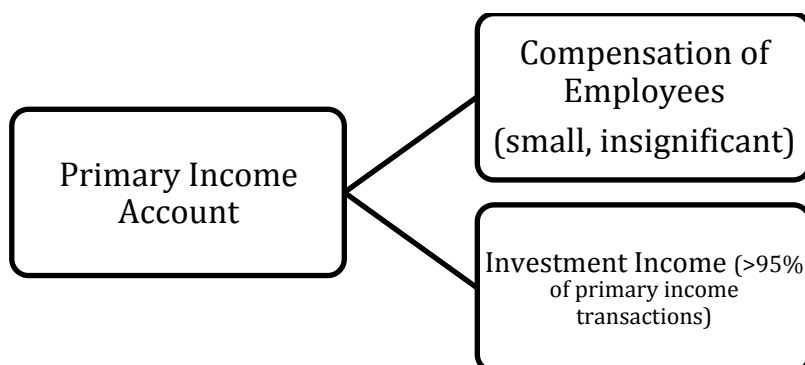 Primary Income
Account
Compensation of
Employees
(small, insignificant)
Investment Income (>95%
of primary income
transactions)